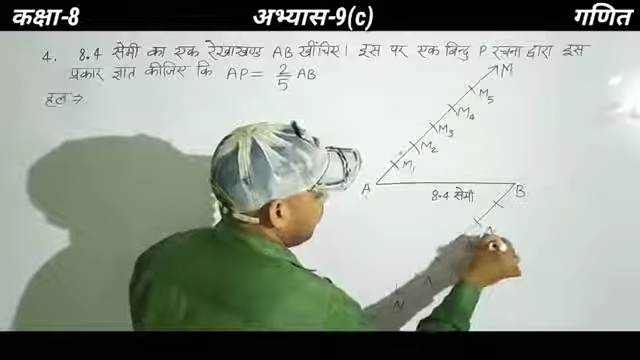 कक्षा-8 अभ्यास-9(c) गणित
4. 8.4 सेमी का एक रेखाखण्ड AB खींचिए। इस पर एक बिन्दु P रचना द्वारा इस
प्रकार ज्ञात कीजिए कि AP = 2/5 AB
हल ⇒
M
M5
M4
M3
M2
M1
A
B
8.4 सेमी
N